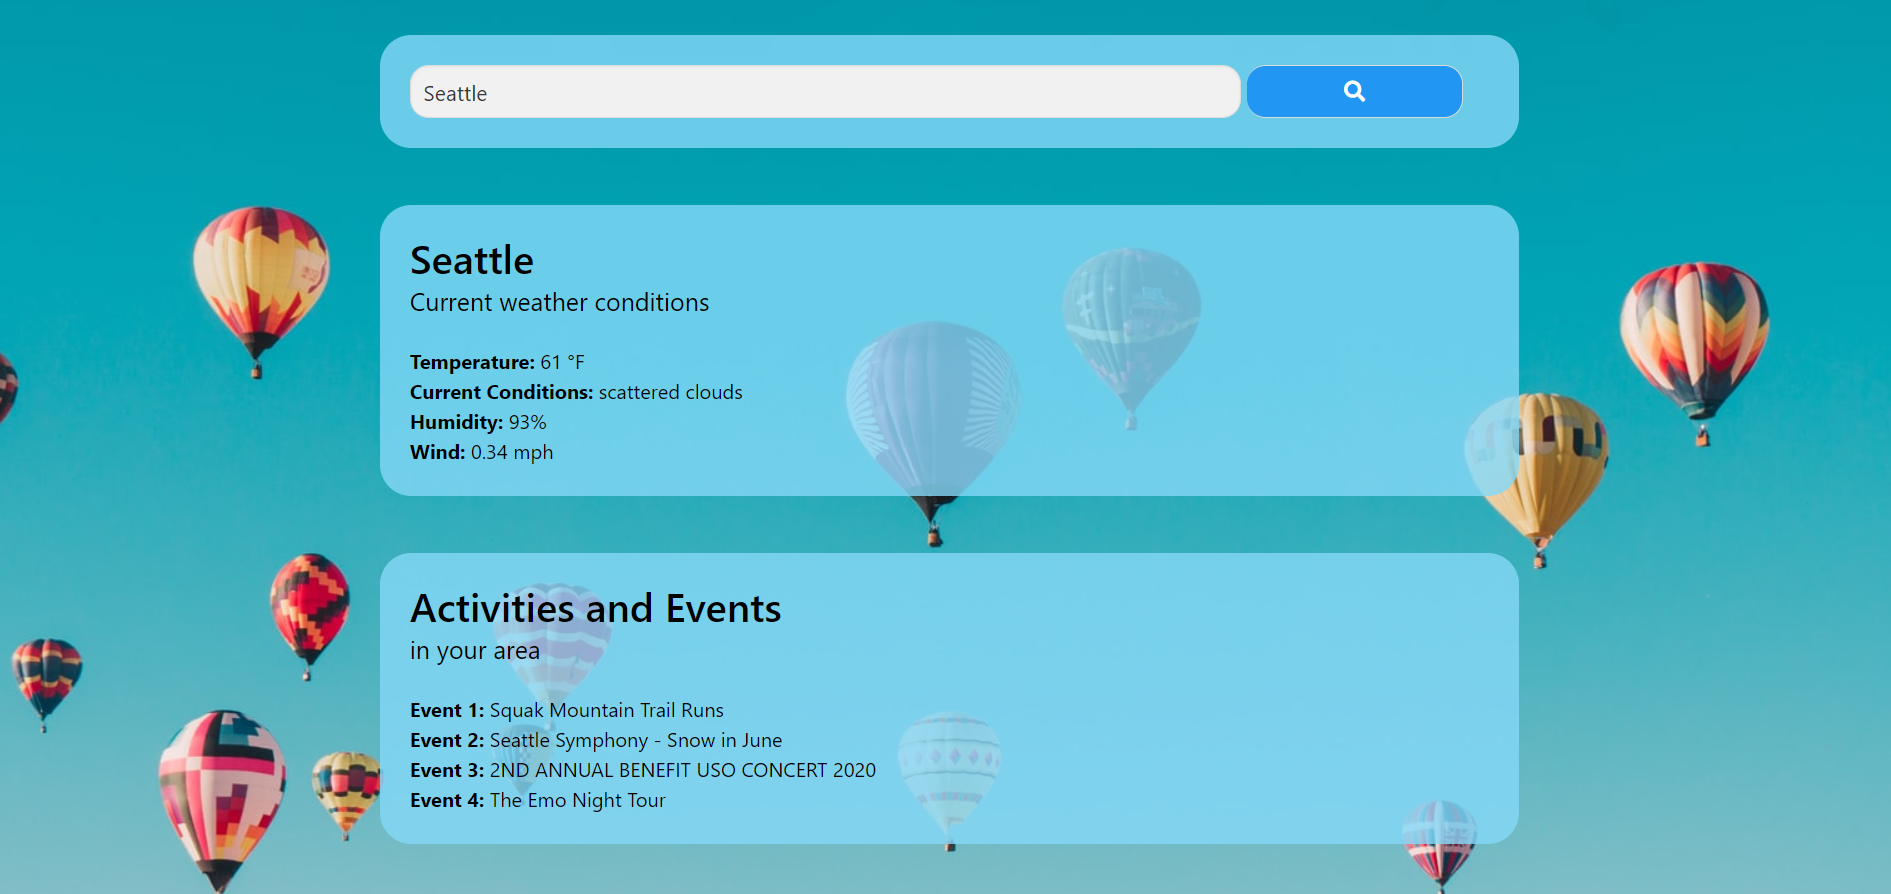 Seattle
Seattle
Current weather conditions
Temperature: 61 °F
Current Conditions: scattered clouds
Humidity: 93%
Wind: 0.34 mph
Activities and Events
in your area
Event 1: Squak Mountain Trail Runs
Event 2: Seattle Symphony - Snow in June
Event 3: 2ND ANNUAL BENEFIT USO CONCERT 2020
Event 4: The Emo Night Tour